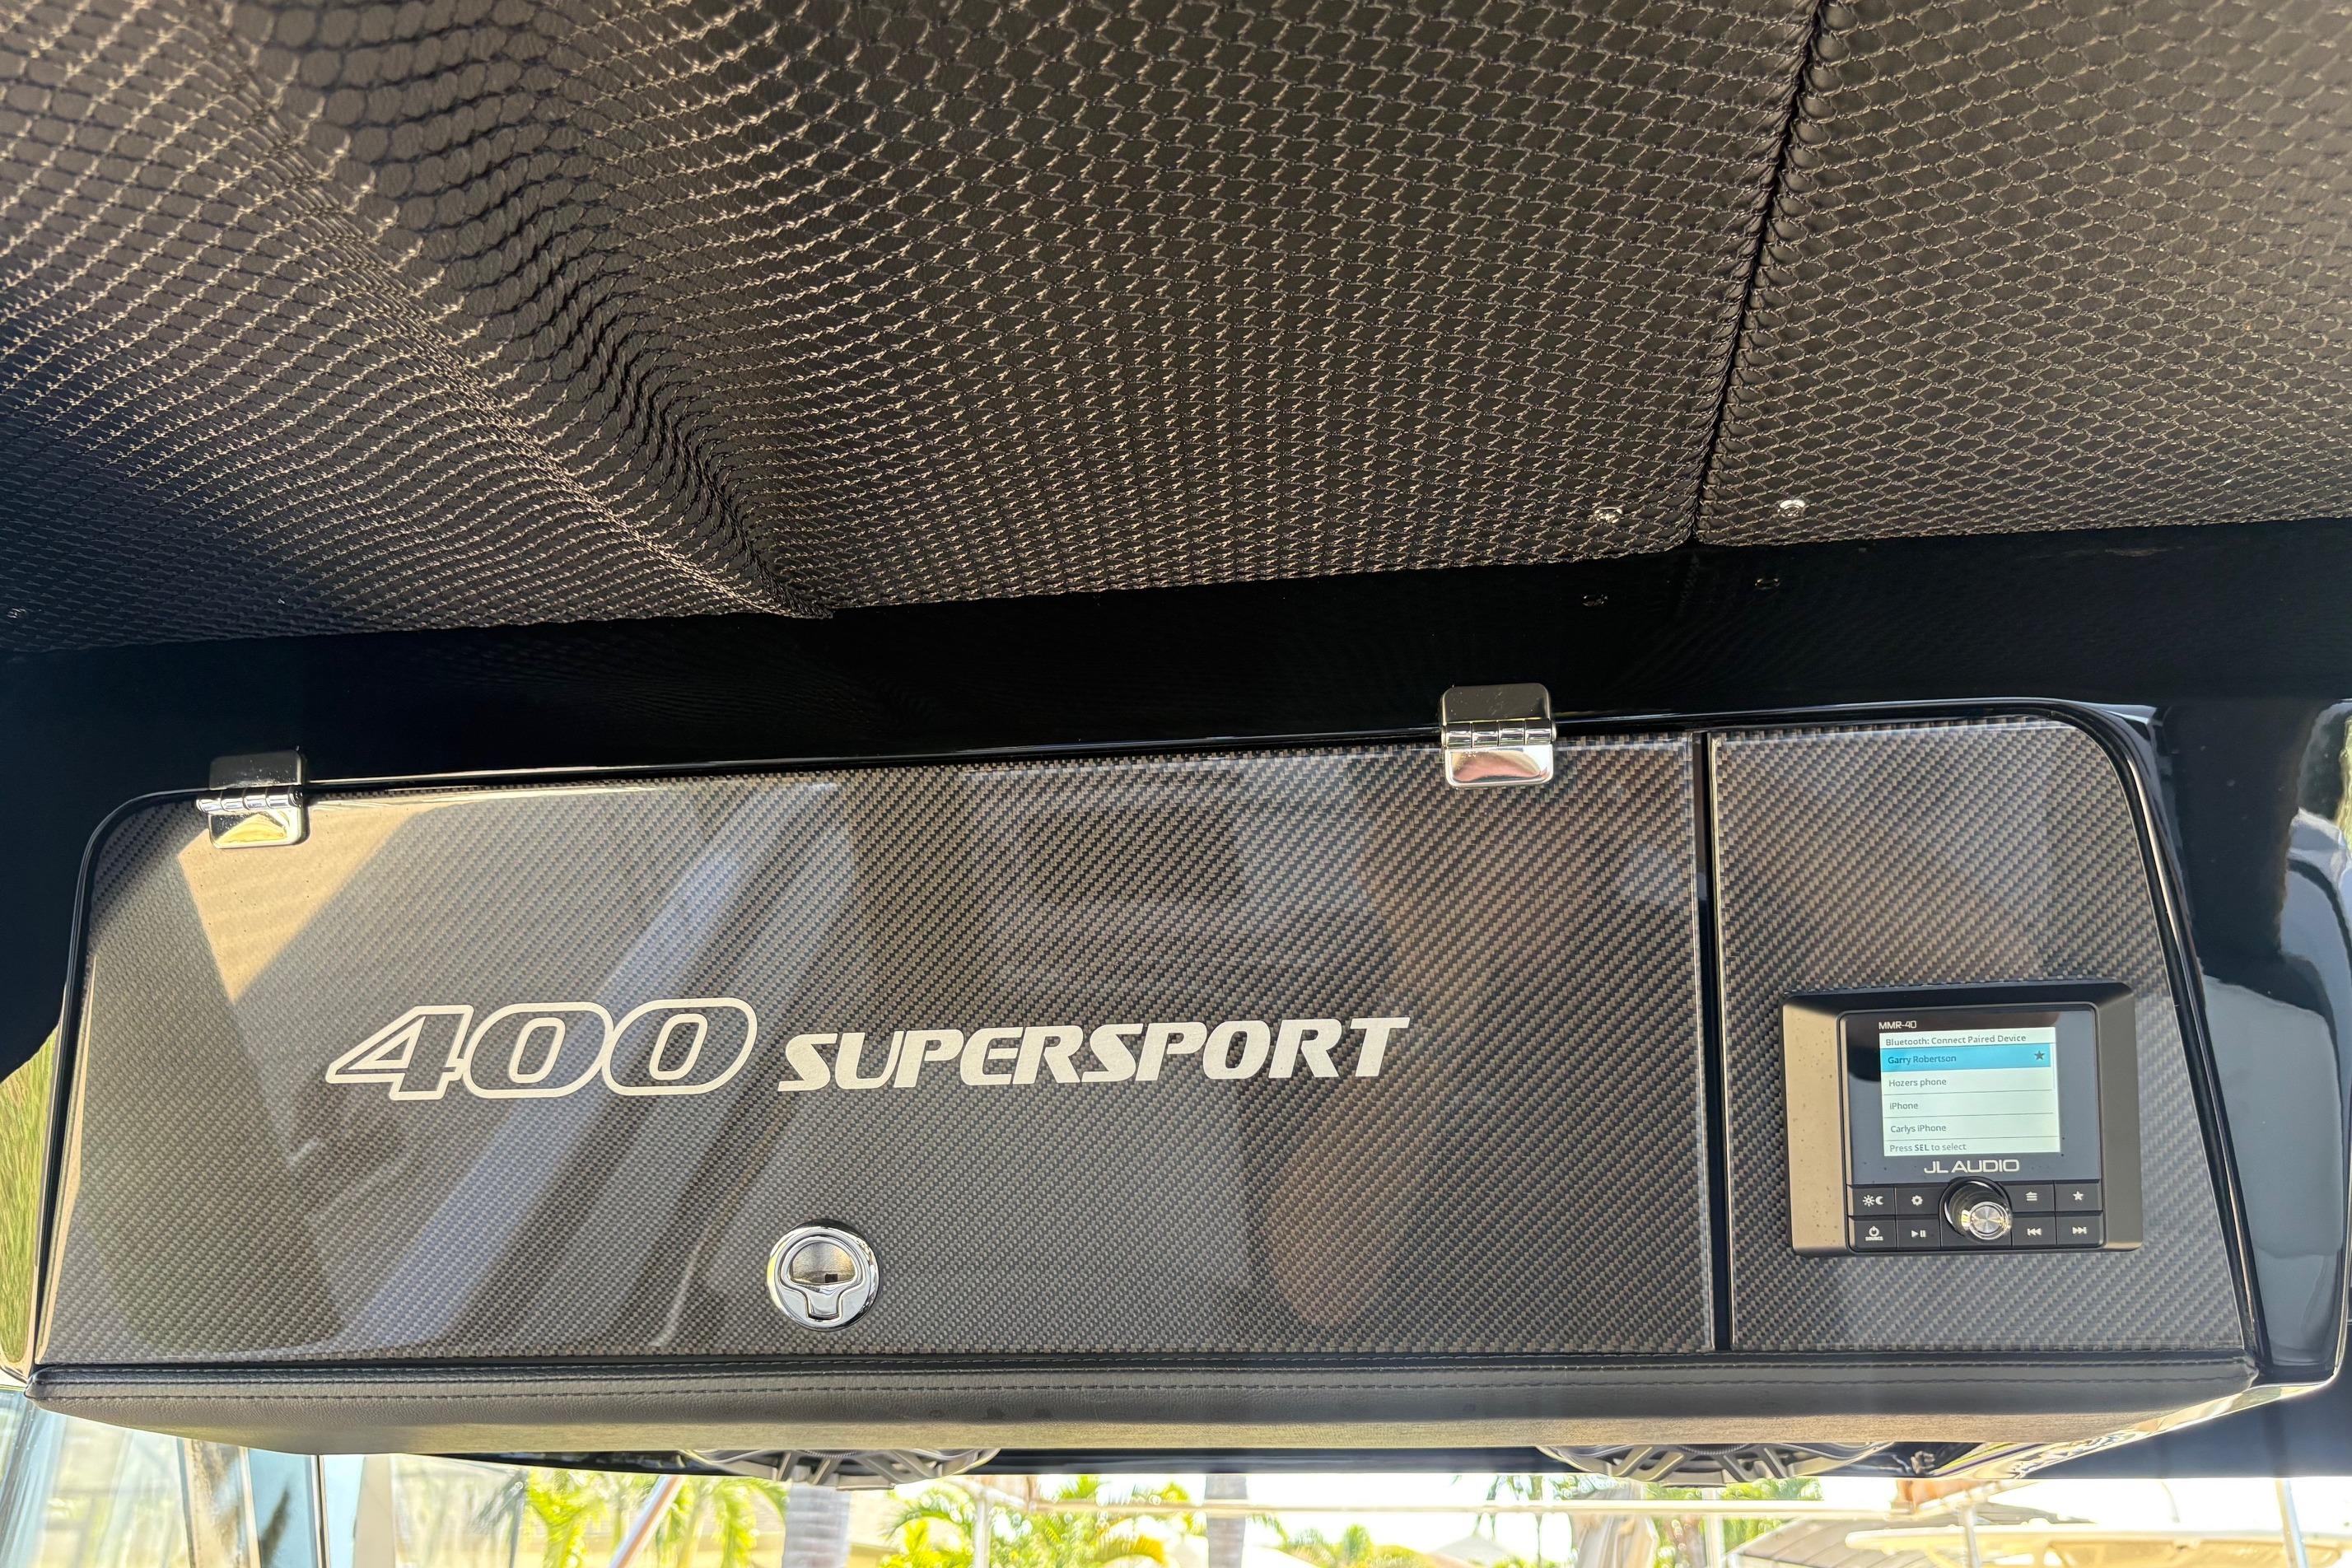 400 SUPERSPORT
MMR-40
Bluetooth: Connect Paired Device
Garry Robertson
Hozers phone
iPhone
Carlys iPhone
Press SEL to select
JL AUDIO
SOURCE